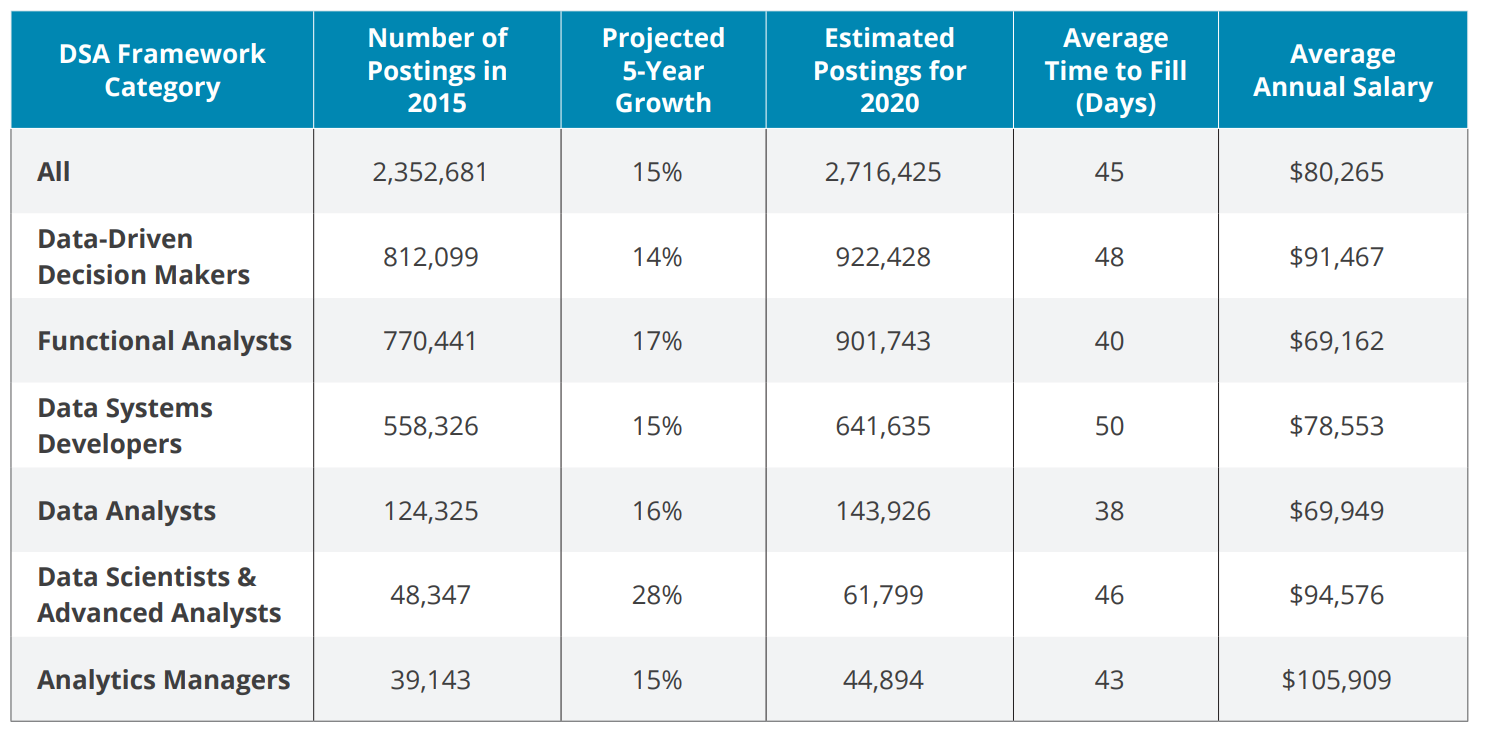 DSA Framework
Category
Number of
Postings in
2015
Projected
5-Year
Growth
Estimated
Postings for
2020
Average
Time to Fill
(Days)
Average
Annual Salary
All 2,352,681 15% 2,716,425 45 $80,265
Data-Driven
Decision Makers 812,099 14% 922,428 48 $91,467
Functional Analysts 770,441 17% 901,743 40 $69,162
Data Systems
Developers 558,326 15% 641,635 50 $78,553
Data Analysts 124,325 16% 143,926 38 $69,949
Data Scientists &
Advanced Analysts 48,347 28% 61,799 46 $94,576
Analytics Managers 39,143 15% 44,894 43 $105,909